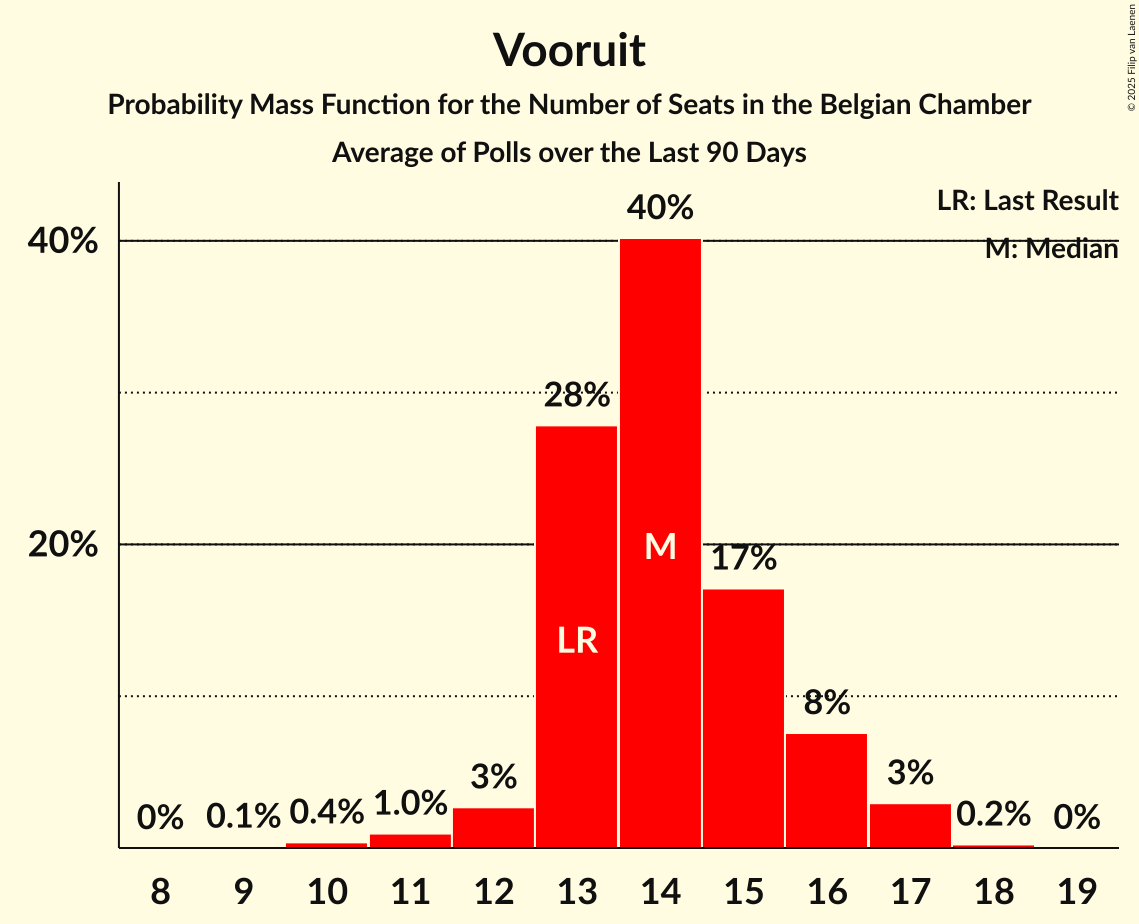 Vooruit
Probability Mass Function for the Number of Seats in the Belgian Chamber
Average of Polls over the Last 90 Days
© 2025 Filip van Laenen
LR: Last Result
M: Median
40%
20%
0%
0.1%
0.4%
1.0%
3%
28%
40%
17%
8%
3%
0.2%
0%
LR
M
8 9 10 11 12 13 14 15 16 17 18 19